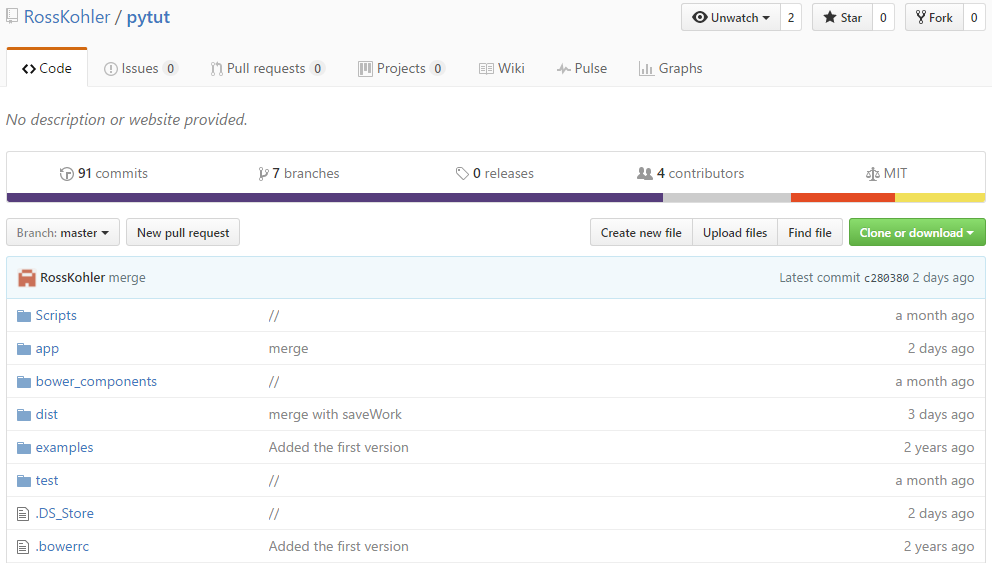 RossKohler / pytut Unwatch 2 Star 0 Fork 0
Code Issues 0 Pull requests 0 Projects 0 Wiki Pulse Graphs
No description or website provided.
91 commits 7 branches 0 releases 4 contributors MIT
Branch: master New pull request Create new file Upload files Find file Clone or download
RossKohler merge Latest commit c280380 2 days ago
Scripts // a month ago
app merge 2 days ago
bower_components // a month ago
dist merge with saveWork 3 days ago
examples Added the first version 2 years ago
test // a month ago
.DS_Store // 2 days ago
.bowerrc Added the first version 2 years ago